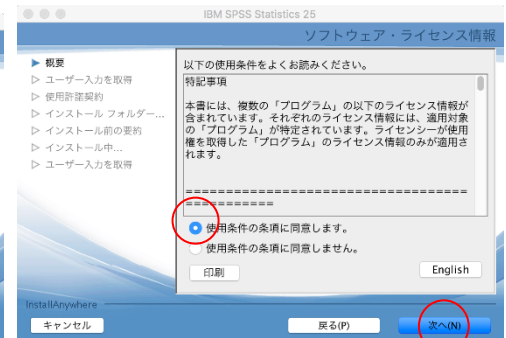 IBM SPSS Statistics 25
ソフトウェア・ライセンス情報
概要
ユーザー入力を取得
使用許諾契約
インストール フォルダー...
インストール前の要約
インストール中...
ユーザー入力を取得
以下の使用条件をよくお読みください。
特記事項
本書には、複数の「プログラム」の以下のライセンス情報が
含まれています。それぞれのライセンス情報には、適用対象
の「プログラム」が特定されています。ライセンシーが使用
権を取得した「プログラム」のライセンス情報のみが適用さ
れます。
====================================
===========
使用条件の条項に同意します。
使用条件の条項に同意しません。
印刷
English
InstallAnywhere
キャンセル
戻る(P)
次へ(N)